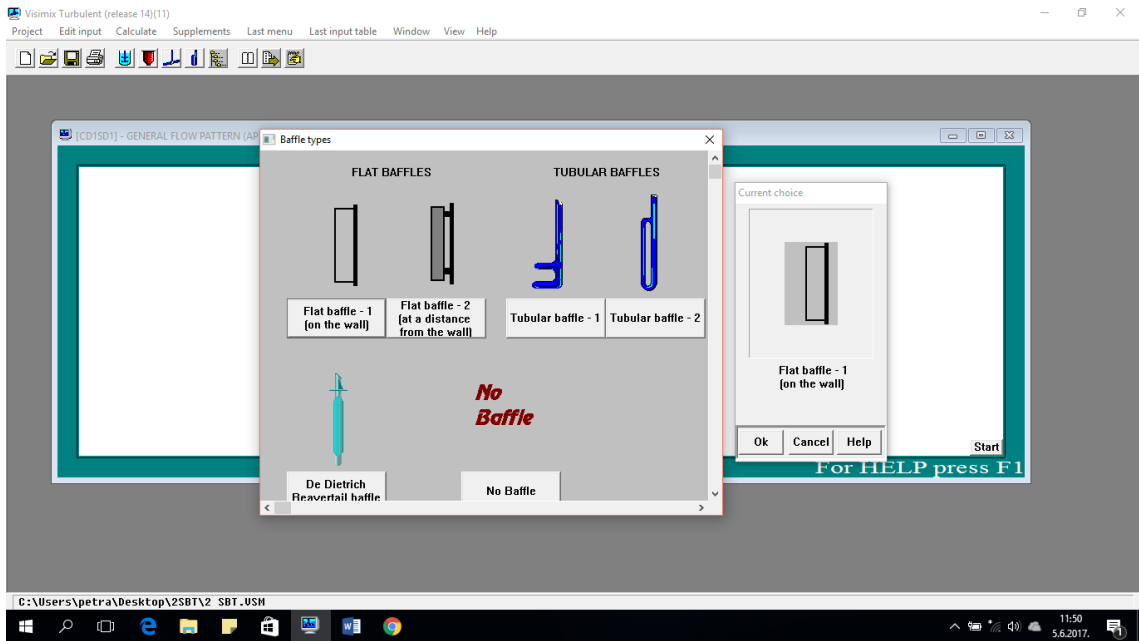 Visimix Turbulent (release 14)(11)
Project Edit input Calculate Supplements Last menu Last input table Window View Help
[CD1SD1] - GENERAL FLOW PATTERN (AP
Baffle types
FLAT BAFFLES TUBULAR BAFFLES
Flat baffle - 1
(on the wall)
Flat baffle - 2
(at a distance
from the wall)
Tubular baffle - 1
Tubular baffle - 2
No
Baffle
De Dietrich
Beavertail baffle
No Baffle
Current choice
Flat baffle - 1
(on the wall)
Ok Cancel Help
Start
For HELP press F1
C:\Users\petra\Desktop\2SBT\2 SBT.VSM
11:50
5.6.2017.
1